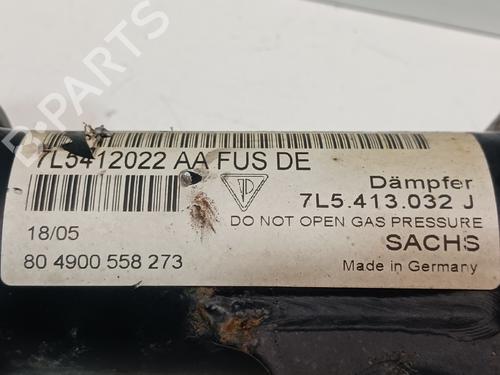 B-PARTS
7L5412022 AA FUS DE
Dämpfer
7L5.413.032 J
DO NOT OPEN GAS PRESSURE
18/05
SACHS
80 4900 558 273
Made in Germany